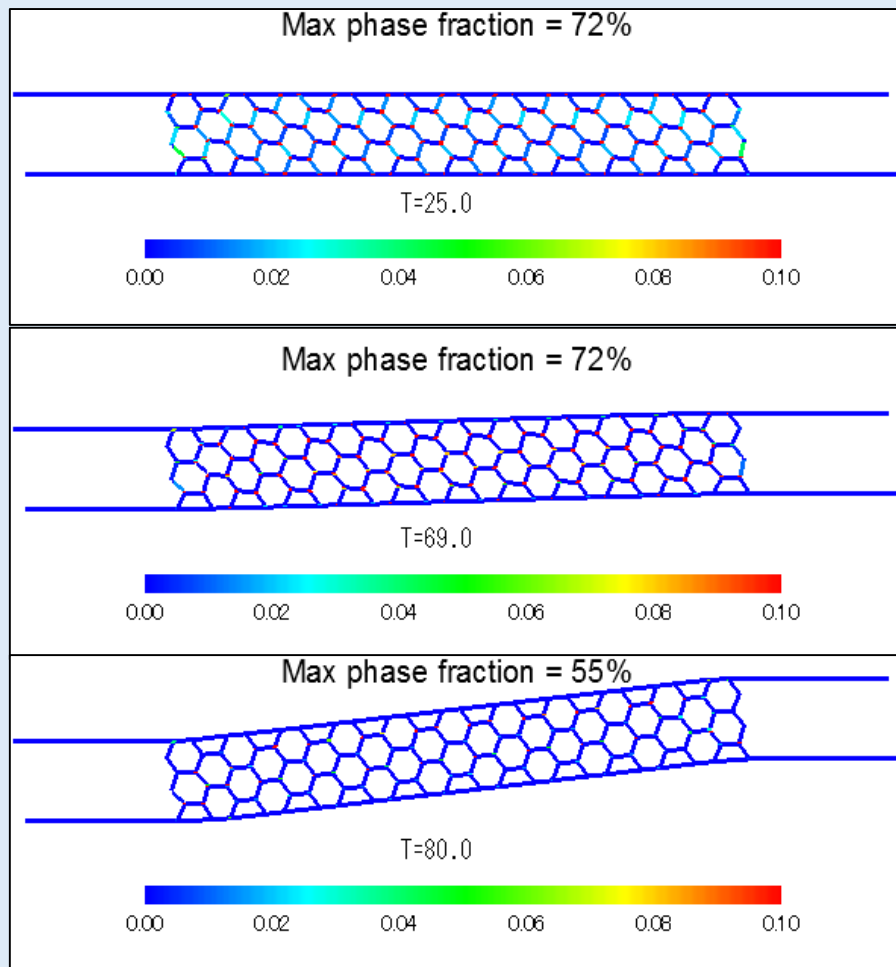 Max phase fraction = 72%
T=25.0
0.00 0.02 0.04 0.06 0.08 0.10
Max phase fraction = 72%
T=69.0
0.00 0.02 0.04 0.06 0.08 0.10
Max phase fraction = 55%
T=80.0
0.00 0.02 0.04 0.06 0.08 0.10